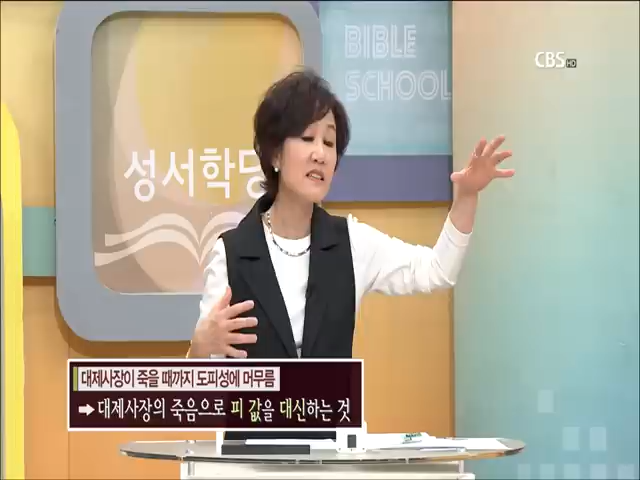 BIBLE
SCHOOL
CBS HD
성서학당
대제사장이 죽을 때까지 도피성에 머무름
➡ 대제사장의 죽음으로 피 값을 대신하는 것